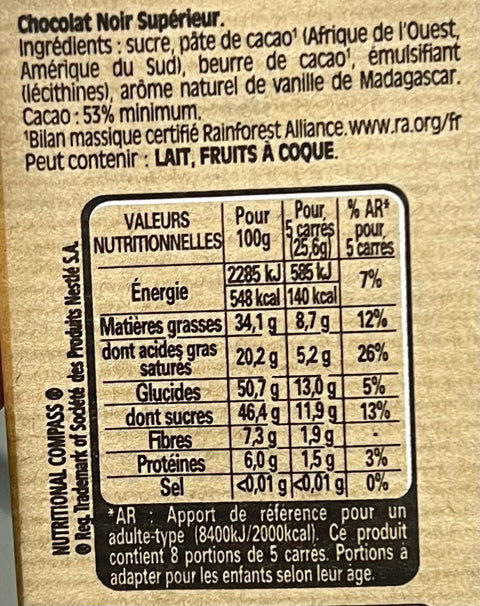 Chocolat Noir Supérieur.
Ingrédients : sucre, pâte de cacao¹ (Afrique de l'Ouest,
Amérique du Sud), beurre de cacao¹, émulsifiant
(lécithines), arôme naturel de vanille de Madagascar.
Cacao : 53% minimum.
¹Bilan massique certifié Rainforest Alliance. www.ra.org/fr
Peut contenir : LAIT, FRUITS À COQUE.
VALEURS NUTRITIONNELLES | Pour 100g | Pour 5 carrés (25,6g) | % AR* pour 5 carrés
Énergie | 2285 kJ 548 kcal | 585 kJ 140 kcal | 7%
Matières grasses | 34,1 g | 8,7 g | 12%
dont acides gras saturés | 20,2 g | 5,2 g | 26%
Glucides | 50,7 g | 13,0 g | 5%
dont sucres | 46,4 g | 11,9 g | 13%
Fibres | 7,3 g | 1,9 g | -
Protéines | 6,0 g | 1,5 g | 3%
Sel | <0,01 g | <0,01 g | 0%
*AR : Apport de référence pour un
adulte-type (8400kJ/2000kcal). Ce produit
contient 8 portions de 5 carrés. Portions à
adapter pour les enfants selon leur âge.
NUTRITIONAL COMPASS ®
® Reg. Trademark of Société des Produits Nestlé S.A.